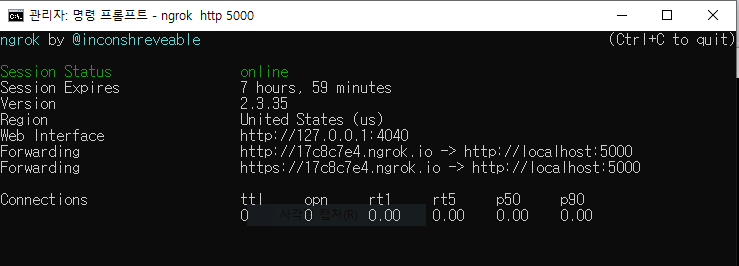 관리자: 명령 프롬프트 - ngrok  http 5000
ngrok by @inconshreveable (Ctrl+C to quit)
Session Status online
Session Expires 7 hours, 59 minutes
Version 2.3.35
Region United States (us)
Web Interface http://127.0.0.1:4040
Forwarding http://17c8c7e4.ngrok.io -> http://localhost:5000
Forwarding https://17c8c7e4.ngrok.io -> http://localhost:5000
Connections ttl opn rt1 rt5 p50 p90
0 0 0.00 0.00 0.00 0.00